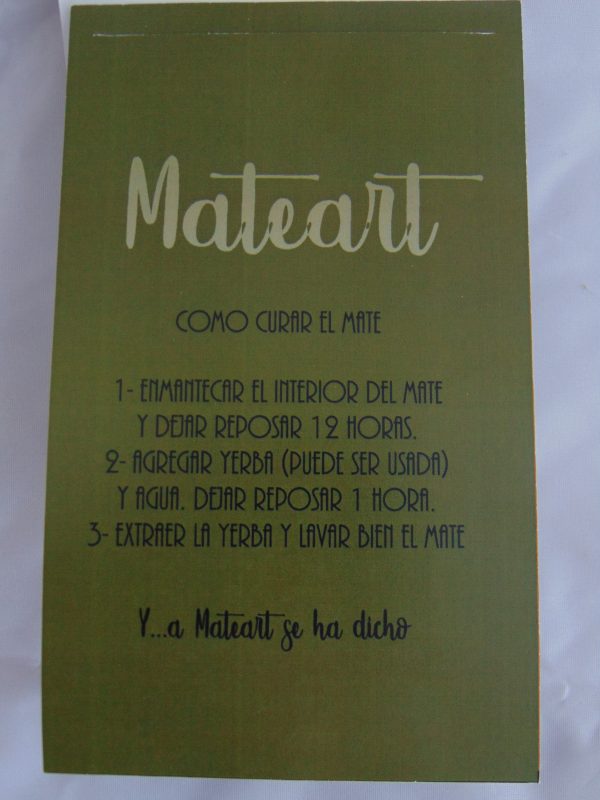 Mateart
COMO CURAR EL MATE
1- ENMANTECAR EL INTERIOR DEL MATE
Y DEJAR REPOSAR 12 HORAS.
2- AGREGAR YERBA (PUEDE SER USADA)
Y AGUA. DEJAR REPOSAR 1 HORA.
3- EXTRAER LA YERBA Y LAVAR BIEN EL MATE
Y...a Mateart se ha dicho